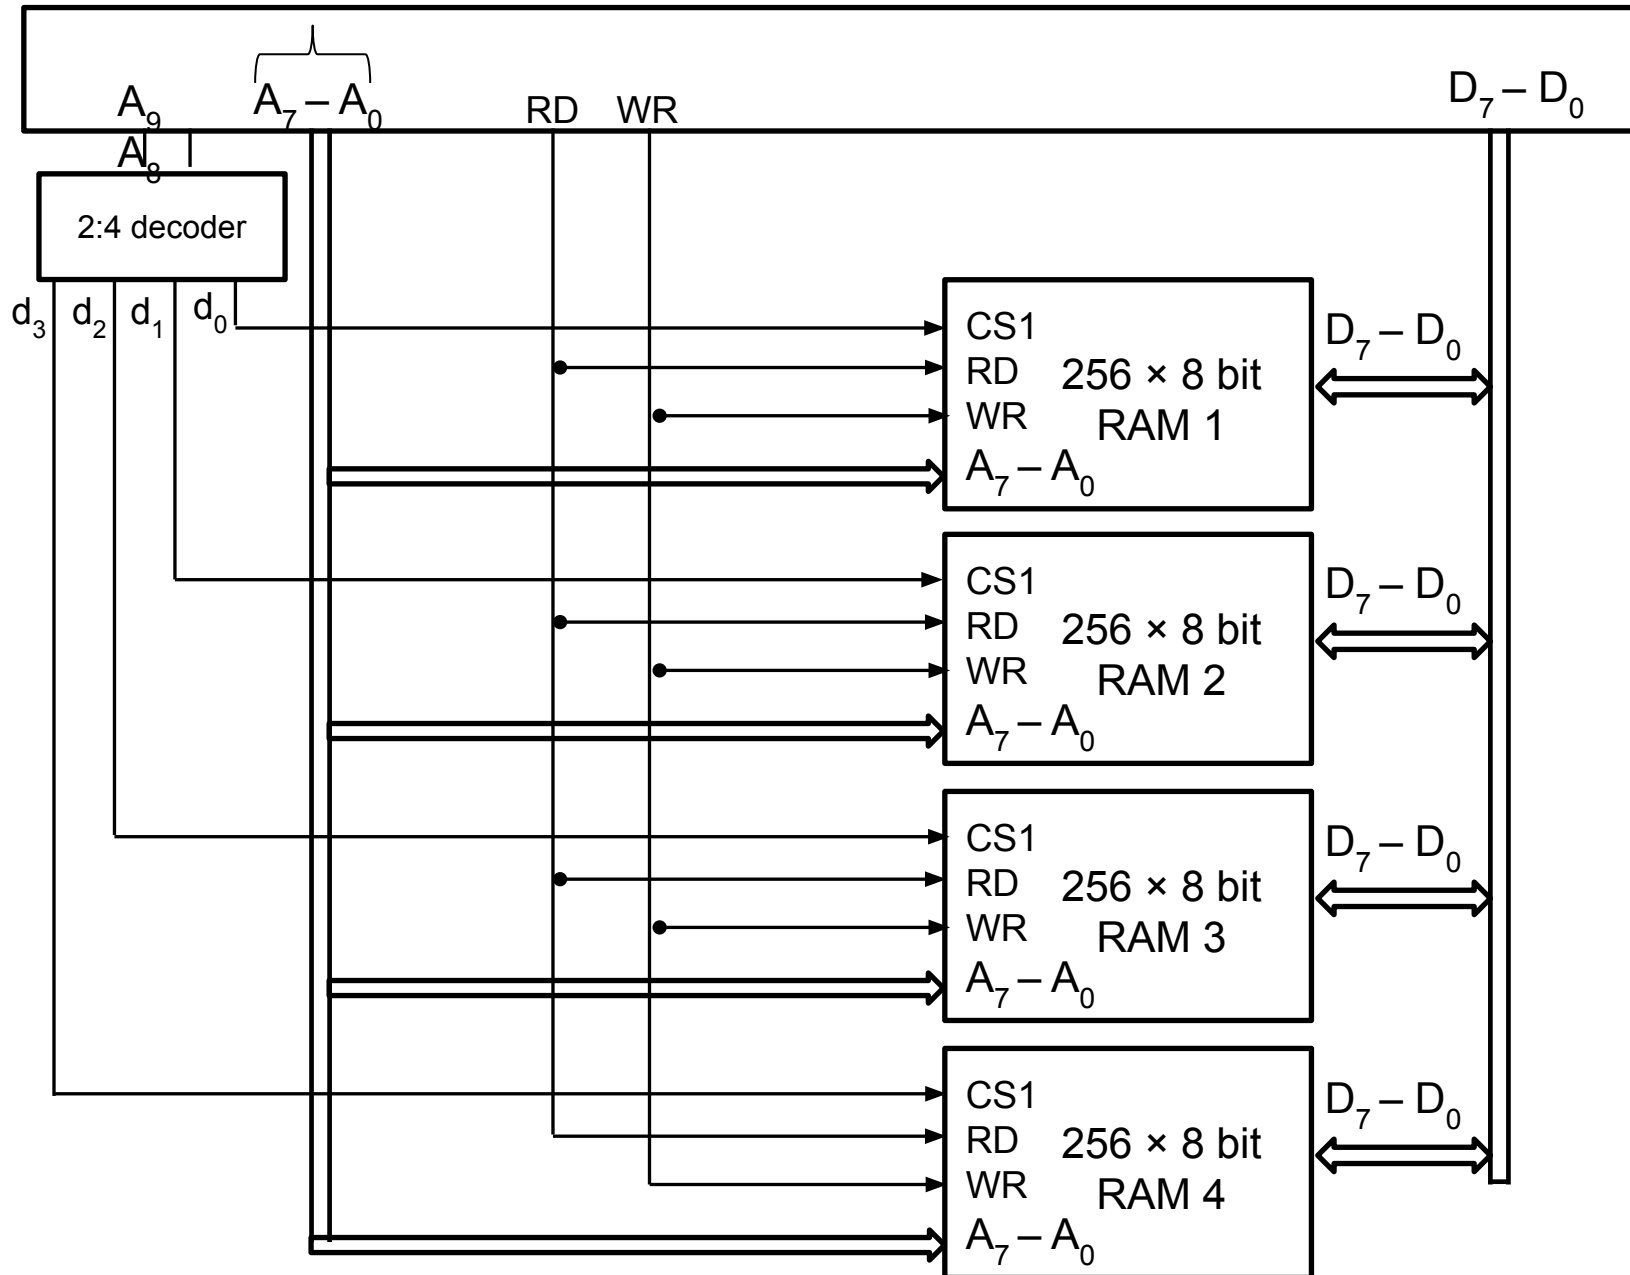 A₉ A₇ – A₀ RD WR D₇ – D₀
A₈
2:4 decoder
d₃ d₂ d₁ d₀
CS1
RD
WR
A₇ – A₀
256 × 8 bit
RAM 1
D₇ – D₀
CS1
RD
WR
A₇ – A₀
256 × 8 bit
RAM 2
D₇ – D₀
CS1
RD
WR
A₇ – A₀
256 × 8 bit
RAM 3
D₇ – D₀
CS1
RD
WR
A₇ – A₀
256 × 8 bit
RAM 4
D₇ – D₀